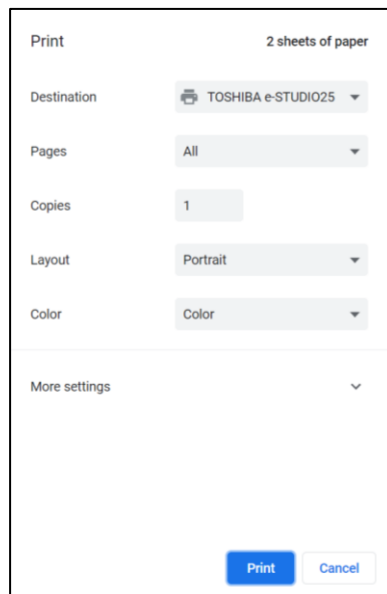 Print 2 sheets of paper
Destination TOSHIBA e-STUDIO25
Pages All
Copies 1
Layout Portrait
Color Color
More settings
Print Cancel